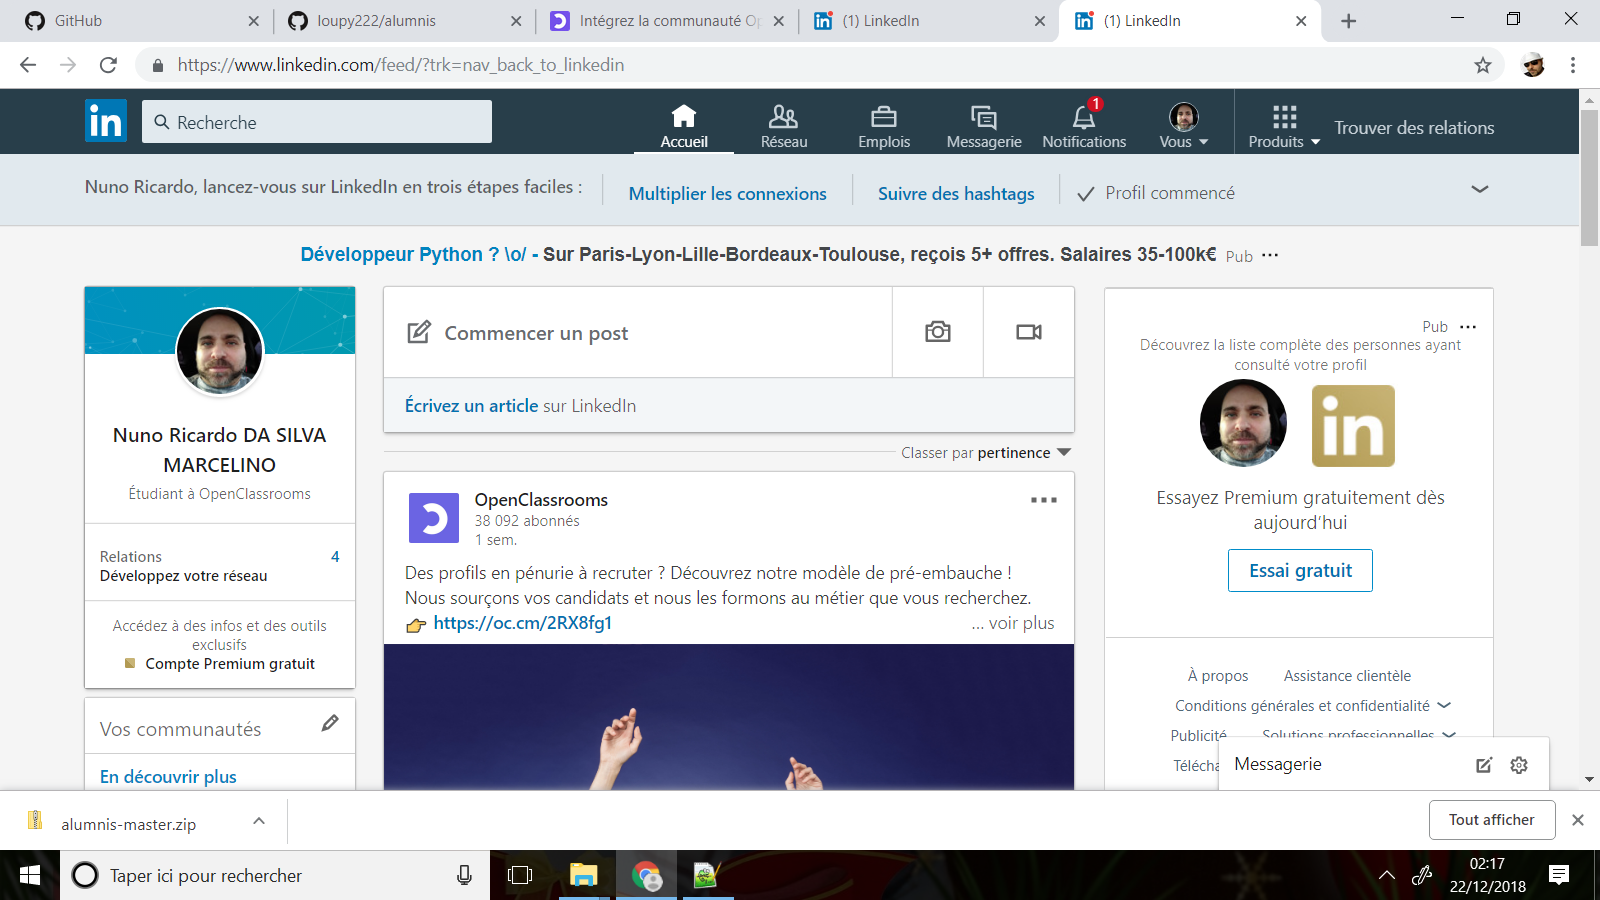 GitHub
loupy222/alumnis
Intégrez la communauté Op
(1) LinkedIn
(1) LinkedIn
https://www.linkedin.com/feed/?trk=nav_back_to_linkedin
in
Recherche
Accueil
Réseau
Emplois
Messagerie
1
Notifications
Vous
Produits
Trouver des relations
Nuno Ricardo, lancez-vous sur LinkedIn en trois étapes faciles :
Multiplier les connexions
Suivre des hashtags
Profil commencé
Développeur Python ? \o/ - Sur Paris-Lyon-Lille-Bordeaux-Toulouse, reçois 5+ offres. Salaires 35-100k€ Pub ...
Nuno Ricardo DA SILVA
MARCELINO
Étudiant à OpenClassrooms
Relations 4
Développez votre réseau
Accédez à des infos et des outils
exclusifs
Compte Premium gratuit
Vos communautés
En découvrir plus
Commencer un post
Écrivez un article sur LinkedIn
Classer par pertinence
OpenClassrooms
38 092 abonnés
1 sem.
Des profils en pénurie à recruter ? Découvrez notre modèle de pré-embauche !
Nous sourçons vos candidats et nous les formons au métier que vous recherchez.
https://oc.cm/2RX8fg1 ... voir plus
Pub ...
Découvrez la liste complète des personnes ayant
consulté votre profil
in
Essayez Premium gratuitement dès
aujourd'hui
Essai gratuit
À propos Assistance clientèle
Conditions générales et confidentialité
Publicité Solutions professionnelles
Télécha
Messagerie
alumnis-master.zip
Tout afficher
Taper ici pour rechercher
02:17
22/12/2018